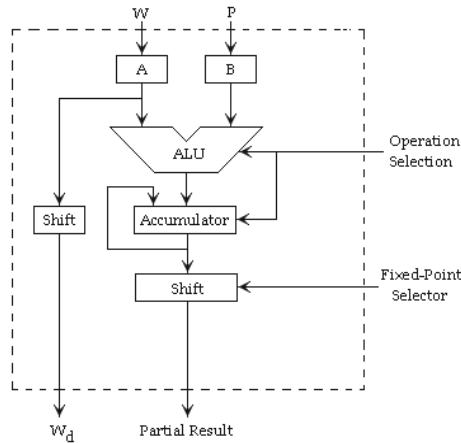 W P
A B
ALU
Operation
Selection
Shift Accumulator
Shift
Fixed-Point
Selector
Wd Partial Result